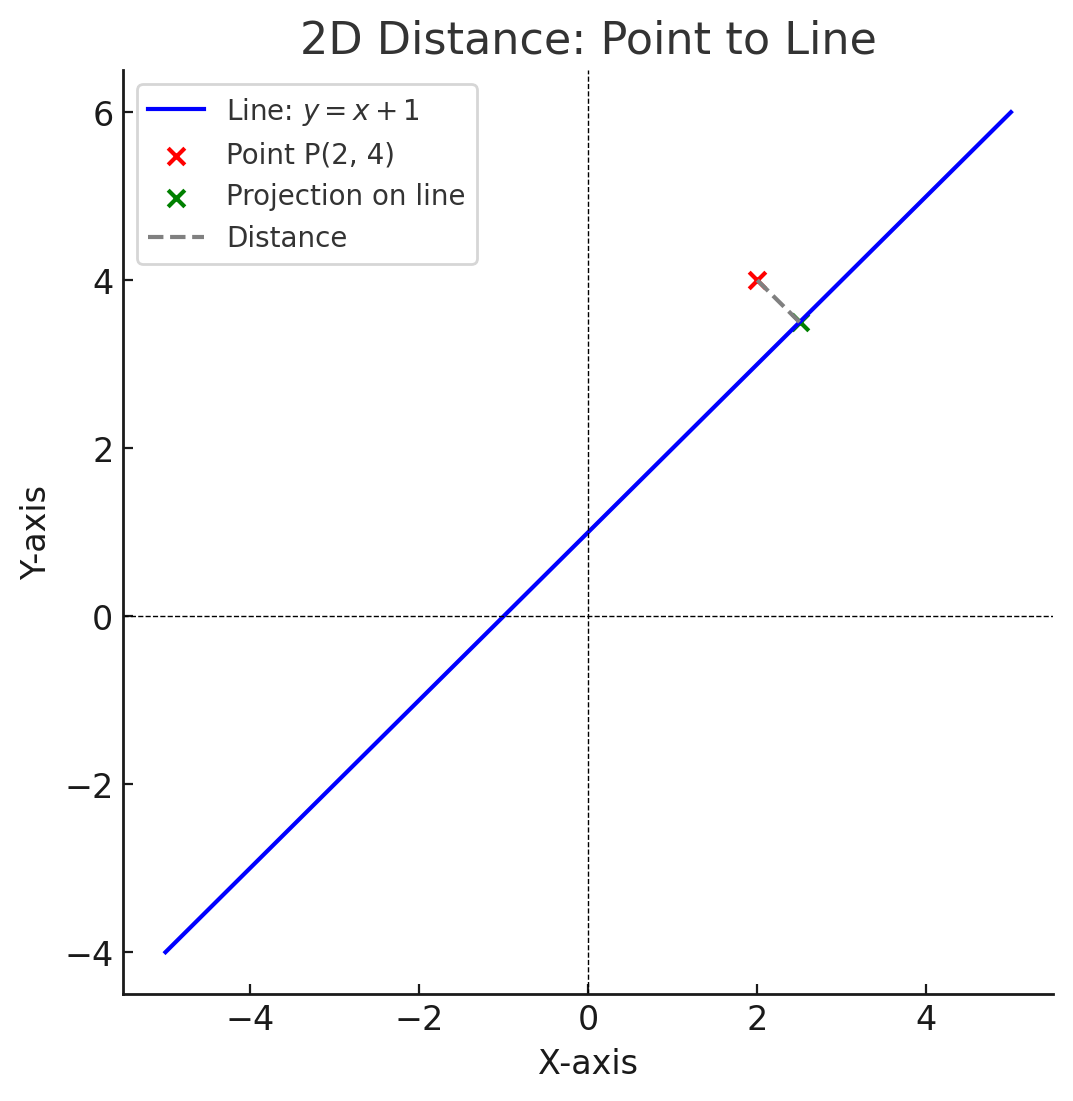 2D Distance: Point to Line
Line: y = x + 1
Point P(2, 4)
Projection on line
Distance
6
4
2
0
−2
−4
Y-axis
−4 −2 0 2 4
X-axis